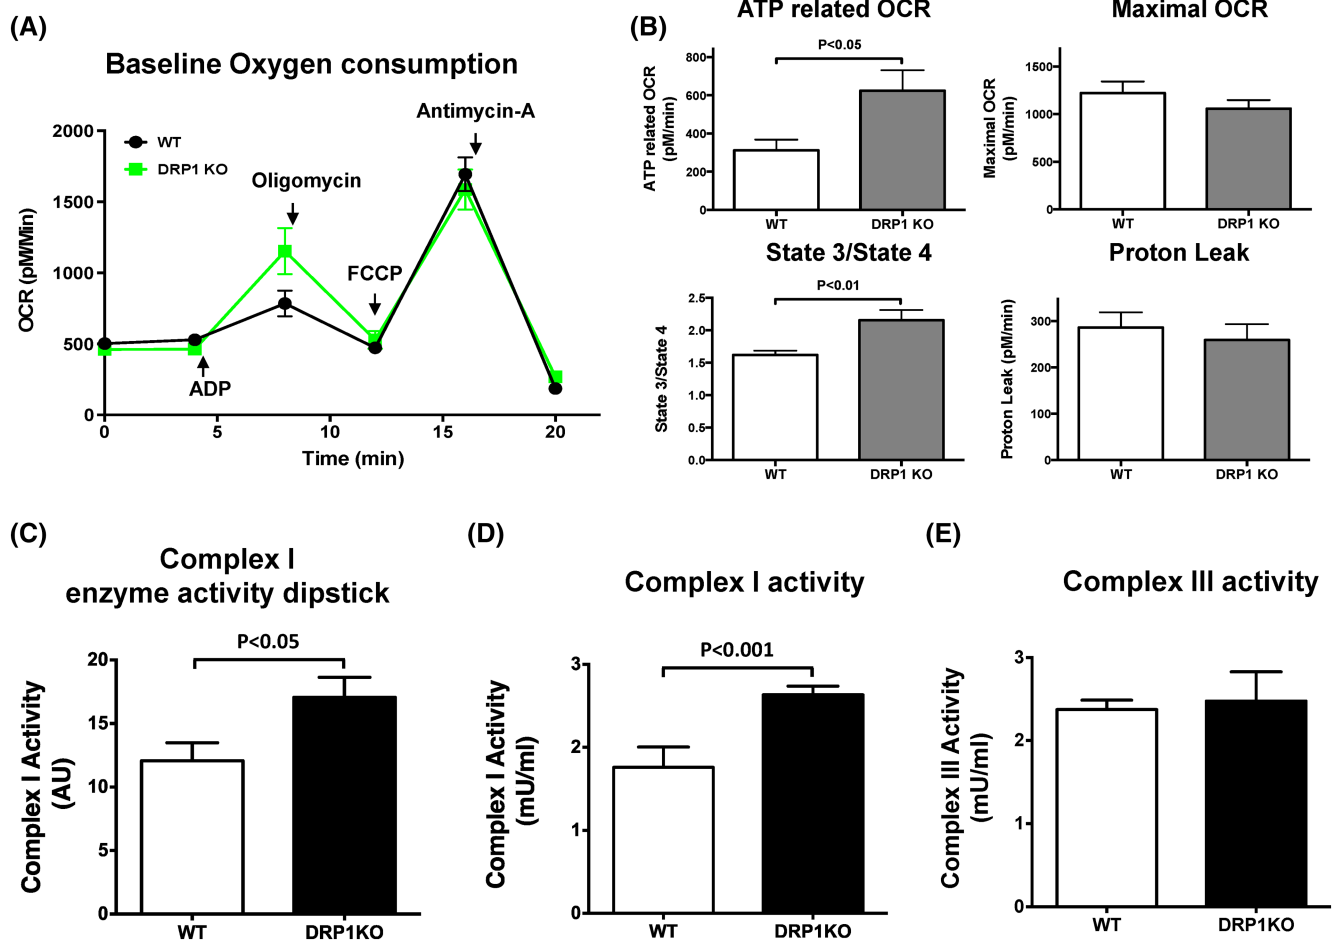 (A)
Baseline Oxygen consumption
Antimycin-A
2000
WT
DRP1 KO
Oligomycin
1500
FCCP
1000
500
ADP
0
OCR (pM/Min)
0 5 10 15 20
Time (min)
(B)
ATP related OCR
P<0.05
800
600
400
200
0
ATP related OCR
(pM/min)
WT DRP1 KO
Maximal OCR
1500
1000
500
0
Maximal OCR
(pM/min)
WT DRP1 KO
State 3/State 4
P<0.01
2.5
2.0
1.5
1.0
0.5
0.0
State 3/State 4
WT DRP1 KO
Proton Leak
300
200
100
0
Proton Leak (pM/min)
WT DRP1 KO
(C)
Complex I
enzyme activity dipstick
P<0.05
20
15
10
5
0
Complex I Activity
(AU)
WT DRP1KO
(D)
Complex I activity
P<0.001
3
2
1
0
Complex I Activity
(mU/ml)
WT DRP1KO
(E)
Complex III activity
3
2
1
0
Complex III Activity
(mU/ml)
WT DRP1KO